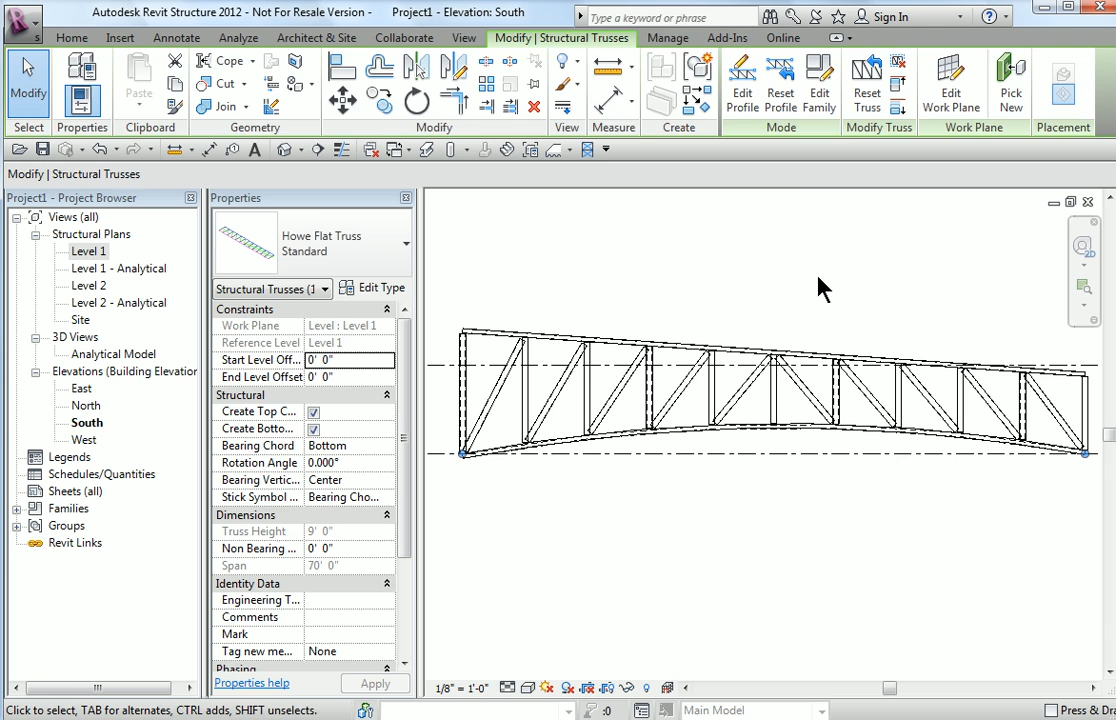 Autodesk Revit Structure 2012 - Not For Resale Version - Project1 - Elevation: South
Type a keyword or phrase
Sign In
Home Insert Annotate Analyze Architect & Site Collaborate View Modify | Structural Trusses Manage Add-Ins Online
Modify
Paste
Cope
Cut
Join
Edit Profile
Reset Profile
Edit Family
Reset Truss
Edit Work Plane
Pick New
Select Properties Clipboard Geometry Modify View Measure Create Mode Modify Truss Work Plane Placement
Modify | Structural Trusses
Project1 - Project Browser
Views (all)
Structural Plans
Level 1
Level 1 - Analytical
Level 2
Level 2 - Analytical
Site
3D Views
Analytical Model
Elevations (Building Elevation
East
North
South
West
Legends
Schedules/Quantities
Sheets (all)
Families
Groups
Revit Links
Properties
Howe Flat Truss
Standard
Structural Trusses (1
Edit Type
Constraints
Work Plane Level : Level 1
Reference Level Level 1
Start Level Off... 0' 0"
End Level Offset 0' 0"
Structural
Create Top C...
Create Botto...
Bearing Chord Bottom
Rotation Angle 0.000°
Bearing Vertic... Center
Stick Symbol ... Bearing Cho...
Dimensions
Truss Height 9' 0"
Non Bearing ... 0' 0"
Span 70' 0"
Identity Data
Engineering T...
Comments
Mark
Tag new me... None
Phasing
Properties help
Apply
2D
1/8" = 1'-0"
Click to select, TAB for alternates, CTRL adds, SHIFT unselects.
:0
Main Model
Press & Dra